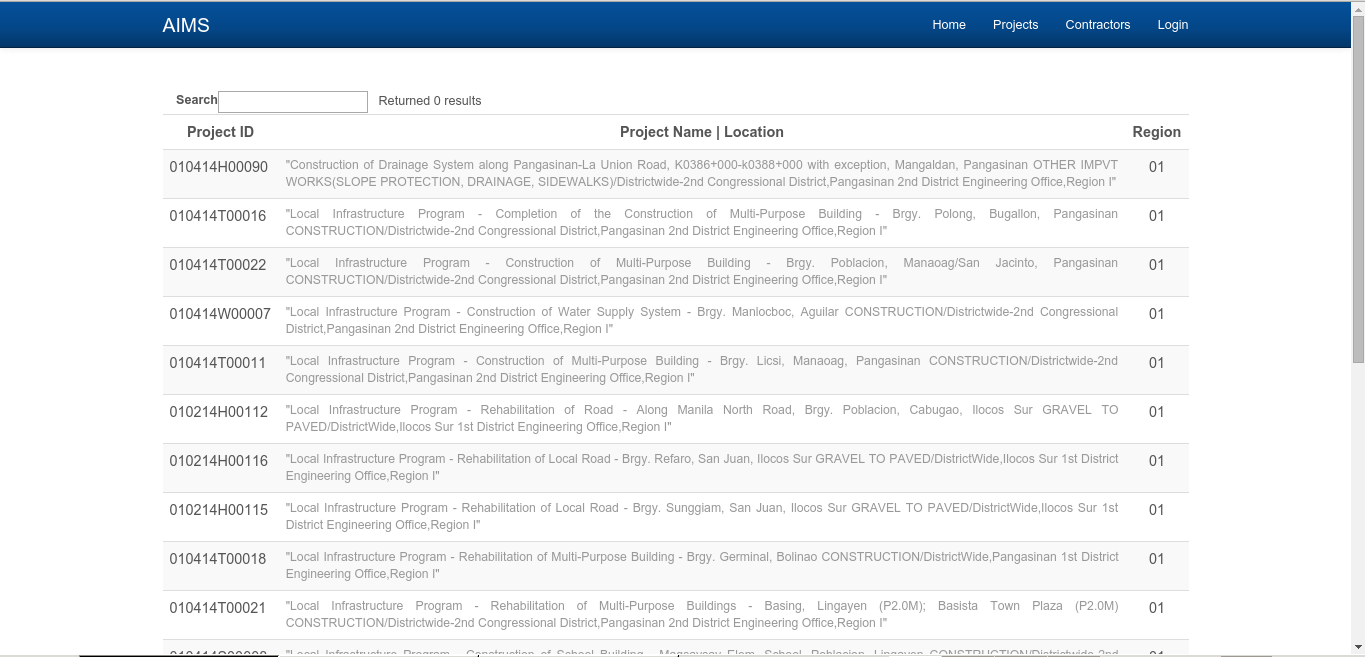 AIMS
Home Projects Contractors Login
Search Returned 0 results
Project ID Project Name | Location Region
010414H00090 "Construction of Drainage System along Pangasinan-La Union Road, K0386+000-k0388+000 with exception, Mangaldan, Pangasinan OTHER IMPVT 01
WORKS(SLOPE PROTECTION, DRAINAGE, SIDEWALKS)/Districtwide-2nd Congressional District,Pangasinan 2nd District Engineering Office,Region I"
010414T00016 "Local Infrastructure Program - Completion of the Construction of Multi-Purpose Building - Brgy. Polong, Bugallon, Pangasinan 01
CONSTRUCTION/Districtwide-2nd Congressional District,Pangasinan 2nd District Engineering Office,Region I"
010414T00022 "Local Infrastructure Program - Construction of Multi-Purpose Building - Brgy. Poblacion, Manaoag/San Jacinto, Pangasinan 01
CONSTRUCTION/Districtwide-2nd Congressional District,Pangasinan 2nd District Engineering Office,Region I"
010414W00007 "Local Infrastructure Program - Construction of Water Supply System - Brgy. Manlocboc, Aguilar CONSTRUCTION/Districtwide-2nd Congressional 01
District,Pangasinan 2nd District Engineering Office,Region I"
010414T00011 "Local Infrastructure Program - Construction of Multi-Purpose Building - Brgy. Licsi, Manaoag, Pangasinan CONSTRUCTION/Districtwide-2nd 01
Congressional District,Pangasinan 2nd District Engineering Office,Region I"
010214H00112 "Local Infrastructure Program - Rehabilitation of Road - Along Manila North Road, Brgy. Poblacion, Cabugao, Ilocos Sur GRAVEL TO 01
PAVED/DistrictWide,Ilocos Sur 1st District Engineering Office,Region I"
010214H00116 "Local Infrastructure Program - Rehabilitation of Local Road - Brgy. Refaro, San Juan, Ilocos Sur GRAVEL TO PAVED/DistrictWide,Ilocos Sur 1st District 01
Engineering Office,Region I"
010214H00115 "Local Infrastructure Program - Rehabilitation of Local Road - Brgy. Sunggiam, San Juan, Ilocos Sur GRAVEL TO PAVED/DistrictWide,Ilocos Sur 1st 01
District Engineering Office,Region I"
010414T00018 "Local Infrastructure Program - Rehabilitation of Multi-Purpose Building - Brgy. Germinal, Bolinao CONSTRUCTION/DistrictWide,Pangasinan 1st District 01
Engineering Office,Region I"
010414T00021 "Local Infrastructure Program - Rehabilitation of Multi-Purpose Buildings - Basing, Lingayen (P2.0M); Basista Town Plaza (P2.0M) 01
CONSTRUCTION/Districtwide-2nd Congressional District,Pangasinan 2nd District Engineering Office,Region I"
"Local Infrastructure Program - Construction of School Building - Magsaysay Elem. School, Poblacion, Lingayen CONSTRUCTION/Districtwide-2nd 01